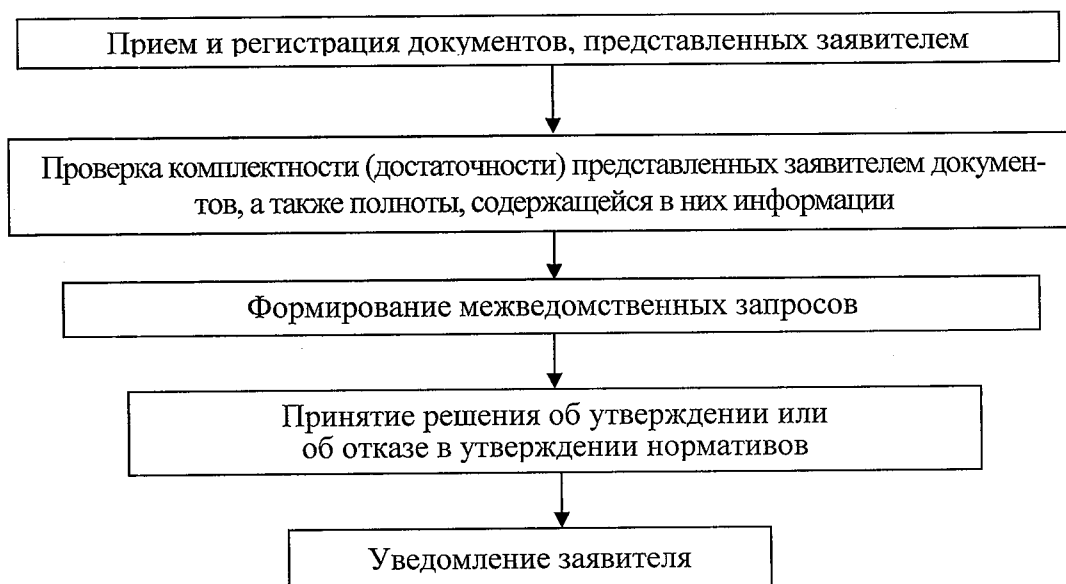 Прием и регистрация документов, представленных заявителем
Проверка комплектности (достаточности) представленных заявителем докумен-
тов, а также полноты, содержащейся в них информации
Формирование межведомственных запросов
Принятие решения об утверждении или
об отказе в утверждении нормативов
Уведомление заявителя